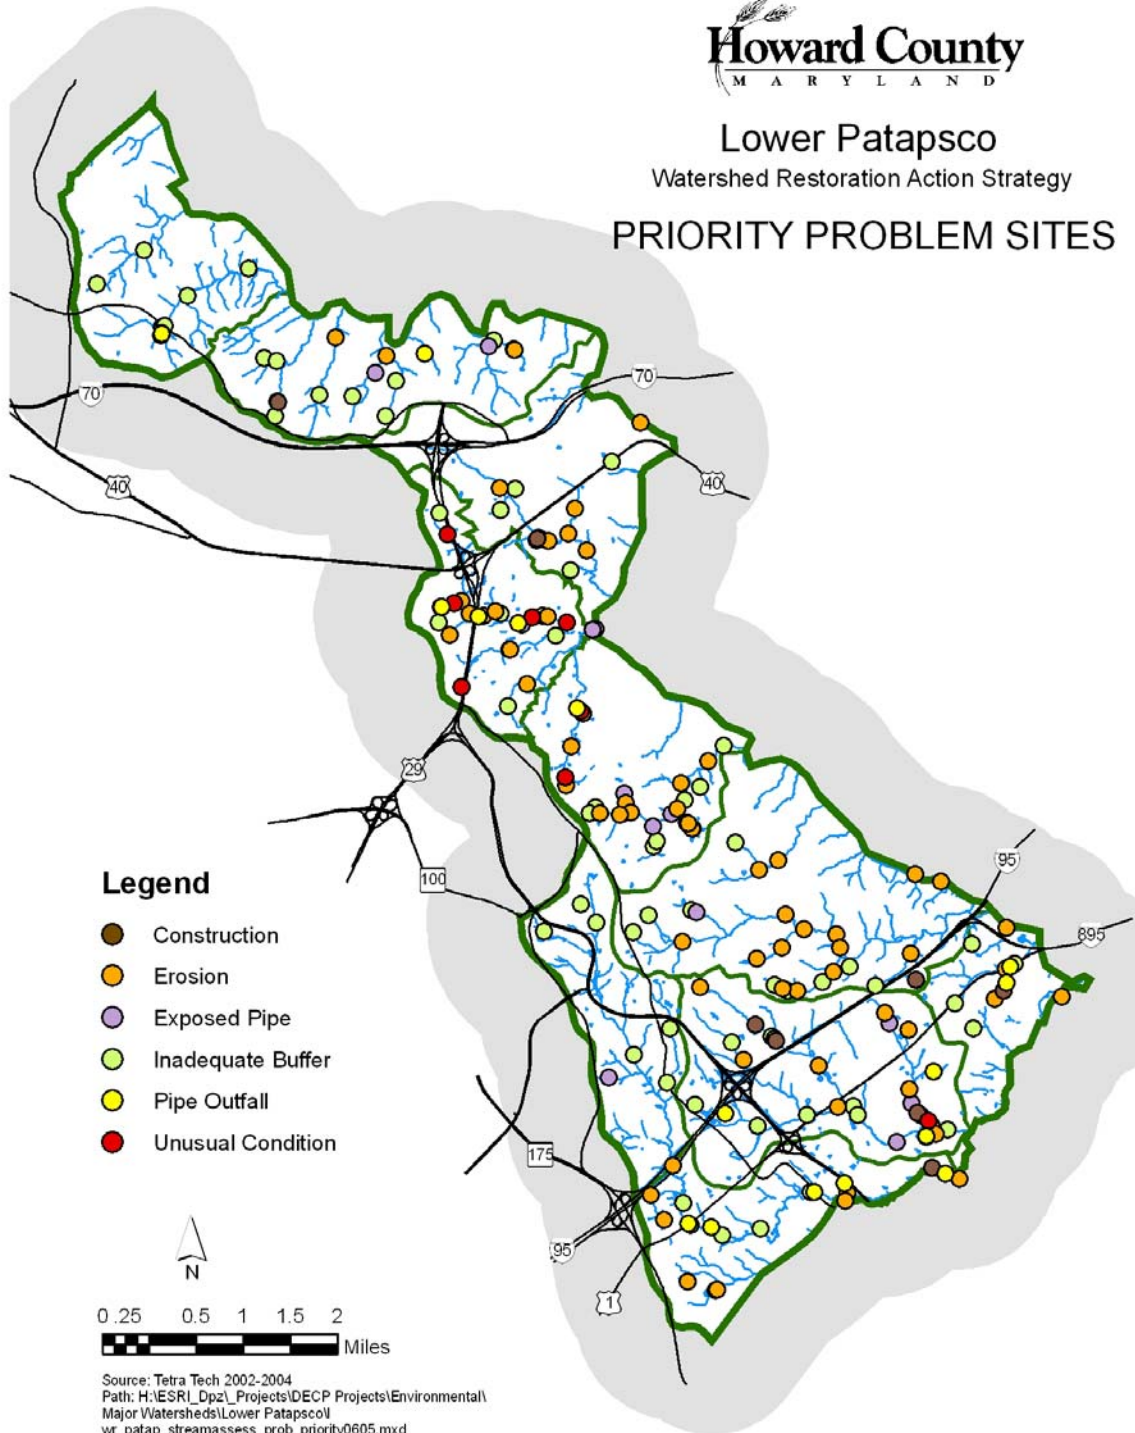 Howard County
MARYLAND
Lower Patapsco
Watershed Restoration Action Strategy
PRIORITY PROBLEM SITES
70
70
40
40
29
100
95
895
175
95
1
Legend
Construction
Erosion
Exposed Pipe
Inadequate Buffer
Pipe Outfall
Unusual Condition
N
0 .25 0.5 1 1.5 2
Miles
Source: Tetra Tech 2002-2004
Path: H:\ESRI_Dpz\_Projects\DECP Projects\Environmental\
Major Watersheds\Lower Patapsco\l
wr_patap_streamassess_prob_priority0605.mxd